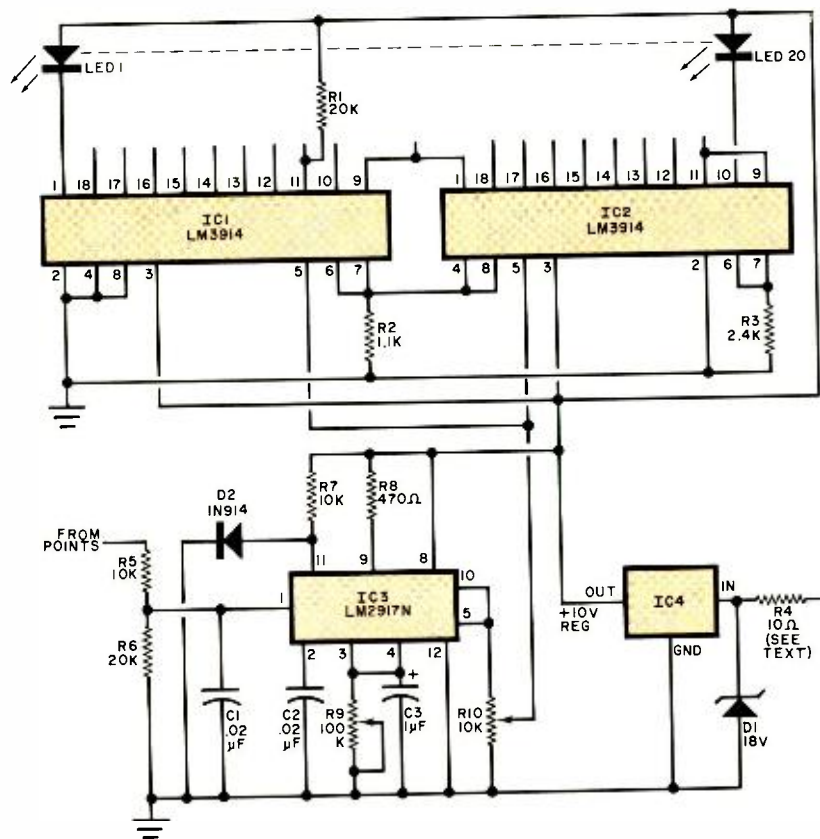 LED 1
LED 20
R1
20K
1 18 17 16 15 14 13 12 11 10 9
IC1
LM3914
2 4 8 3 5 6 7
1 18 17 16 15 14 13 12 11 10 9
IC2
LM3914
4 8 5 3 2 6 7
R2
1.1K
R3
2.4K
D2
1N914
R7
10K
R8
470Ω
FROM
POINTS
R5
10K
R6
20K
11 9 8
1
10
5
IC3
LM2917N
2 3 4 12
C1
.02
µF
C2
.02
µF
R9
100
K
+
C3
1µF
R10
10K
OUT
+10V
REG
IC4
IN
GND
R4
10Ω
(SEE
TEXT)
D1
18V